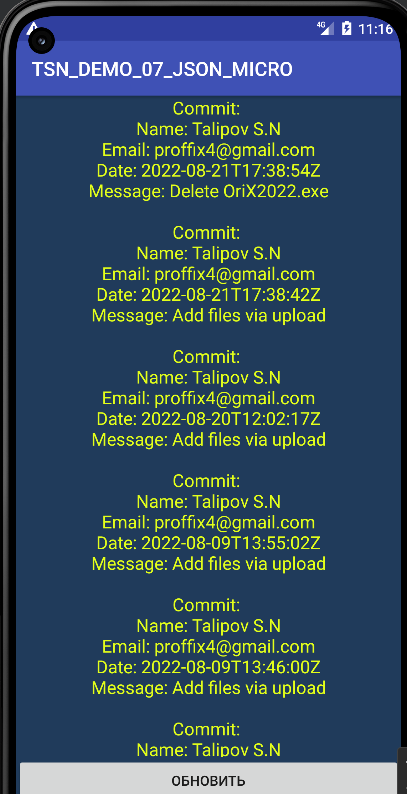 4G 11:16
TSN_DEMO_07_JSON_MICRO
Commit:
Name: Talipov S.N
Email: proffix4@gmail.com
Date: 2022-08-21T17:38:54Z
Message: Delete OriX2022.exe
Commit:
Name: Talipov S.N
Email: proffix4@gmail.com
Date: 2022-08-21T17:38:42Z
Message: Add files via upload
Commit:
Name: Talipov S.N
Email: proffix4@gmail.com
Date: 2022-08-20T12:02:17Z
Message: Add files via upload
Commit:
Name: Talipov S.N
Email: proffix4@gmail.com
Date: 2022-08-09T13:55:02Z
Message: Add files via upload
Commit:
Name: Talipov S.N
Email: proffix4@gmail.com
Date: 2022-08-09T13:46:00Z
Message: Add files via upload
Commit:
Name: Talipov S.N
ОБНОВИТЬ